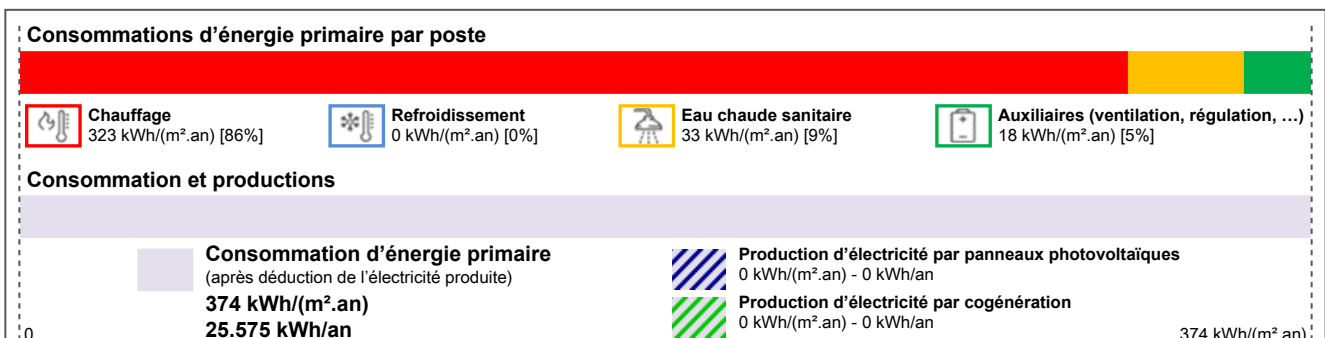 Consommations d’énergie primaire par poste
Chauffage
323 kWh/(m².an) [86%]
Refroidissement
0 kWh/(m².an) [0%]
Eau chaude sanitaire
33 kWh/(m².an) [9%]
Auxiliaires (ventilation, régulation, …)
18 kWh/(m².an) [5%]
Consommation et productions
Consommation d’énergie primaire
(après déduction de l’électricité produite)
374 kWh/(m².an)
25.575 kWh/an
Production d’électricité par panneaux photovoltaïques
0 kWh/(m².an) - 0 kWh/an
Production d’électricité par cogénération
0 kWh/(m².an) - 0 kWh/an
0
374 kWh/(m².an)